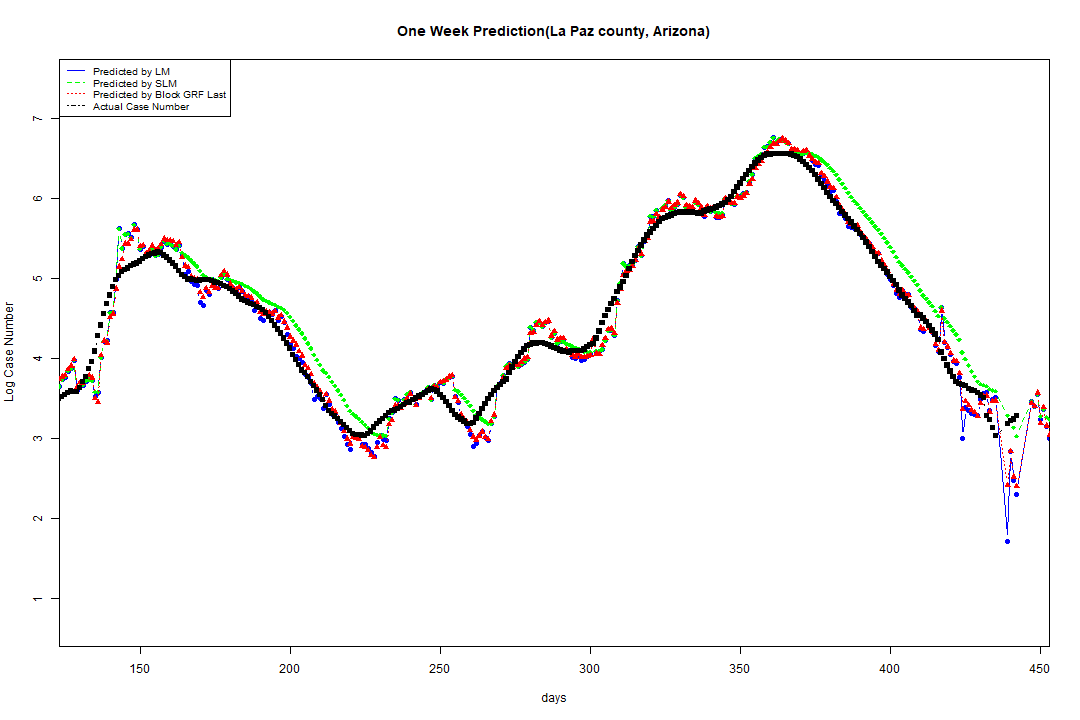 One Week Prediction(La Paz county, Arizona)
Predicted by LM
Predicted by SLM
Predicted by Block GRF Last
Actual Case Number
Log Case Number
7
6
5
4
3
2
1
150 200 250 300 350 400 450
days